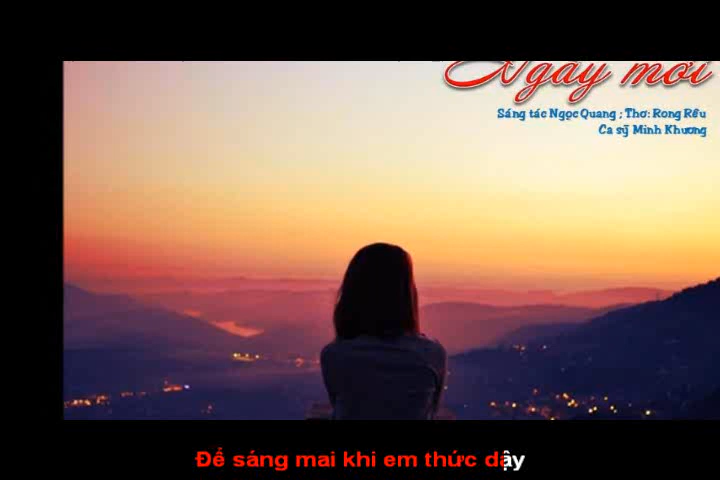 Ngày mới
Sáng tác Ngọc Quang ; Thơ: Rong Rêu
Ca sỹ Minh Khương
Để sáng mai khi em thức dậy